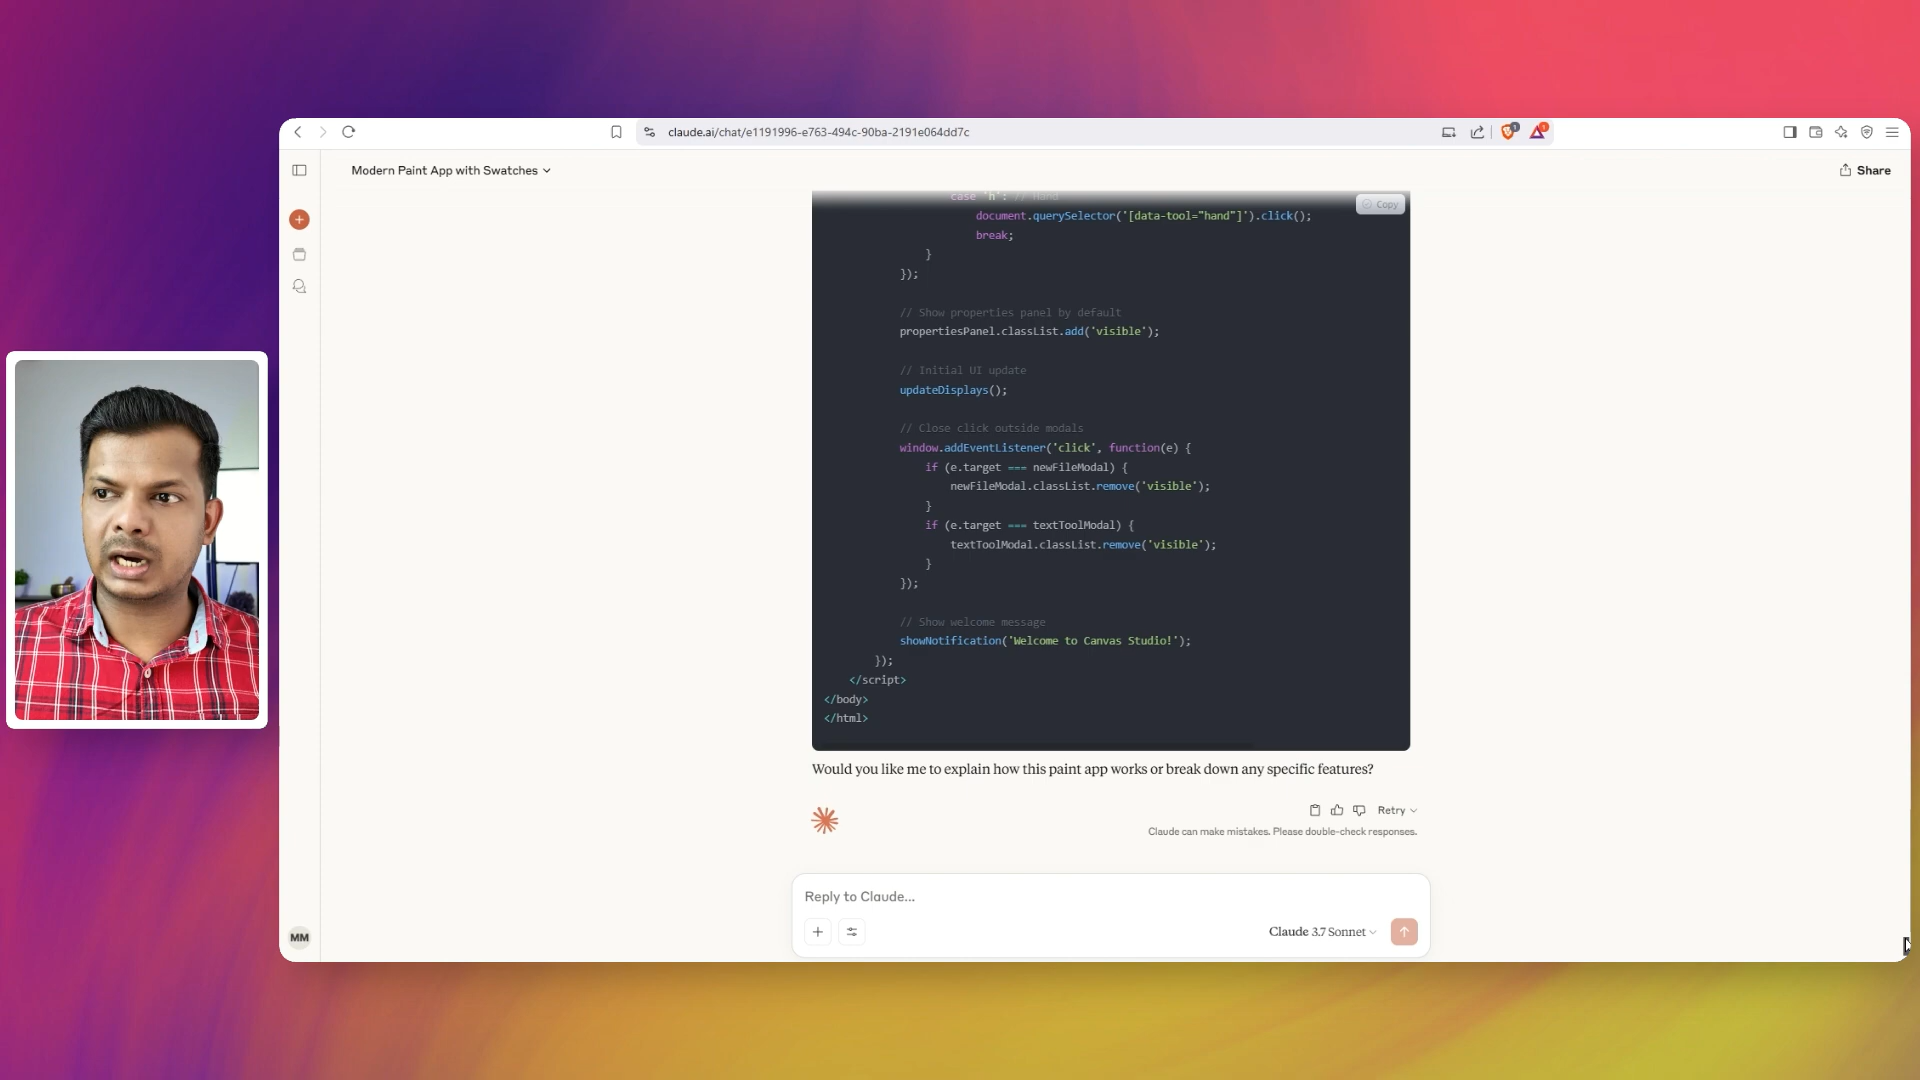 claude.ai/chat/e1191996-e763-494c-90ba-2191e064dd7c
1
1
Modern Paint App with Swatches
Share
case 'h': // Hand
Copy
document.querySelector('[data-tool="hand"]').click();
break;
}
});
// Show properties panel by default
propertiesPanel.classList.add('visible');
// Initial UI update
updateDisplays();
// Close click outside modals
window.addEventListener('click', function(e) {
if (e.target === newFileModal) {
newFileModal.classList.remove('visible');
}
if (e.target === textToolModal) {
textToolModal.classList.remove('visible');
}
});
// Show welcome message
showNotification('Welcome to Canvas Studio!');
});
</script>
</body>
</html>
Would you like me to explain how this paint app works or break down any specific features?
Retry
Claude can make mistakes. Please double-check responses.
Reply to Claude...
Claude 3.7 Sonnet
MM